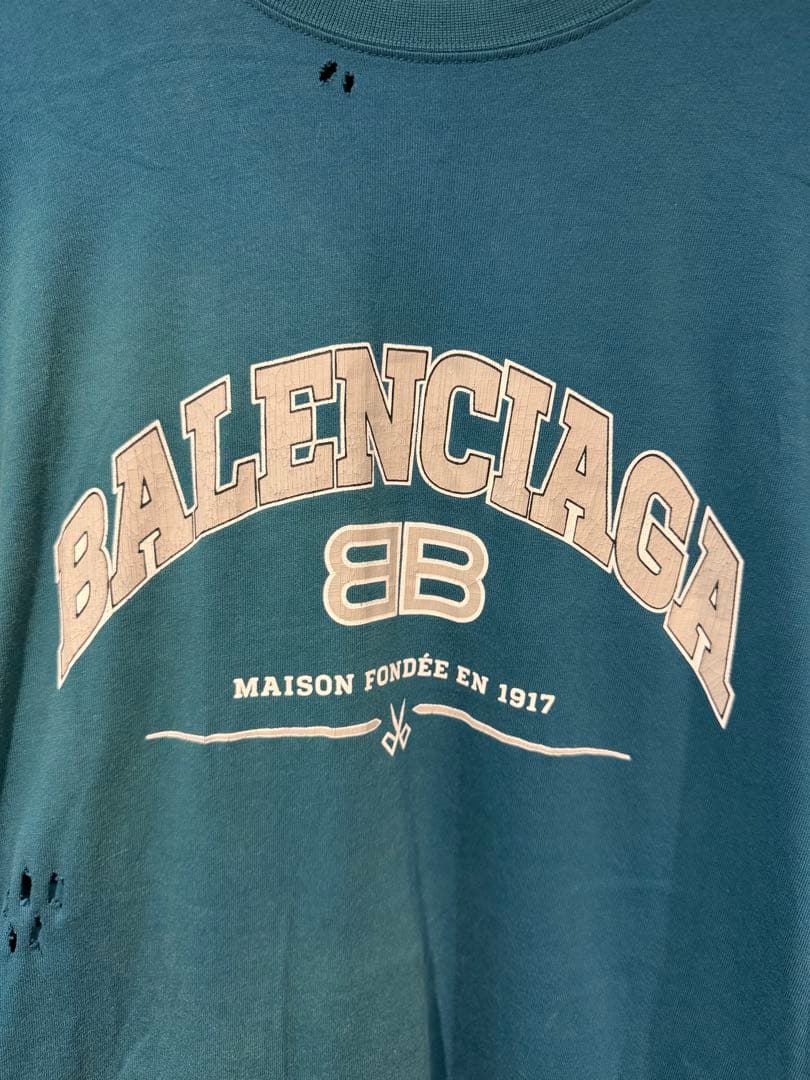 BALENCIAGA
BB
MAISON FONDÉE EN 1917